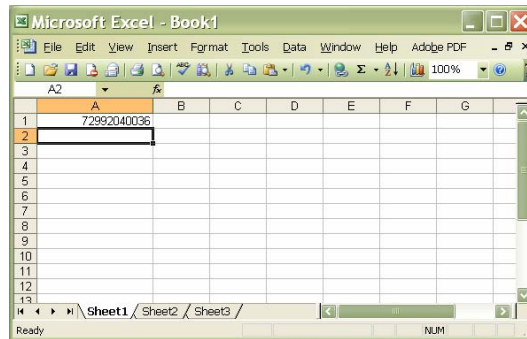 Microsoft Excel - Book1
File Edit View Insert Format Tools Data Window Help Adobe PDF
100%
A2 fx
A B C D E F G
1 72992040036
2
3
4
5
6
7
8
9
10
11
12
13
Sheet1 / Sheet2 / Sheet3 /
Ready NUM